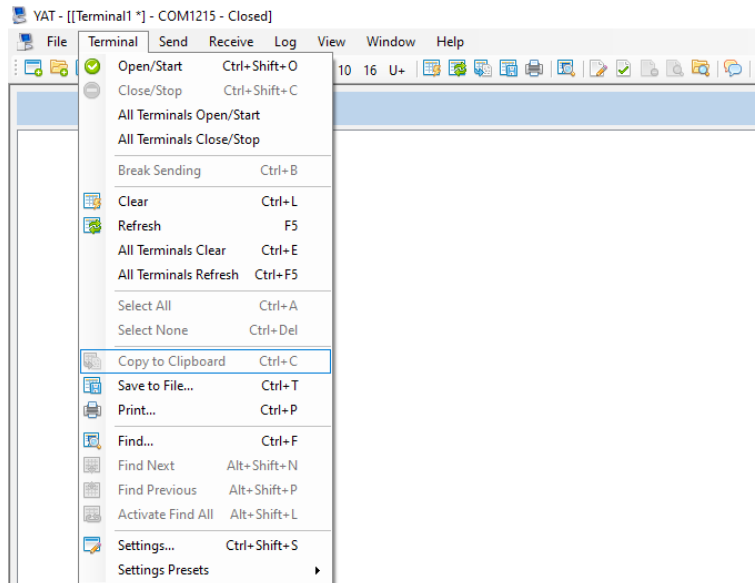 YAT - [[Terminal1 *] - COM1215 - Closed]
File Terminal Send Receive Log View Window Help
10 16 U+
Open/Start Ctrl+Shift+O
Close/Stop Ctrl+Shift+C
All Terminals Open/Start
All Terminals Close/Stop
Break Sending Ctrl+B
Clear Ctrl+L
Refresh F5
All Terminals Clear Ctrl+E
All Terminals Refresh Ctrl+F5
Select All Ctrl+A
Select None Ctrl+Del
Copy to Clipboard Ctrl+C
Save to File... Ctrl+T
Print... Ctrl+P
Find... Ctrl+F
Find Next Alt+Shift+N
Find Previous Alt+Shift+P
Activate Find All Alt+Shift+L
Settings... Ctrl+Shift+S
Settings Presets